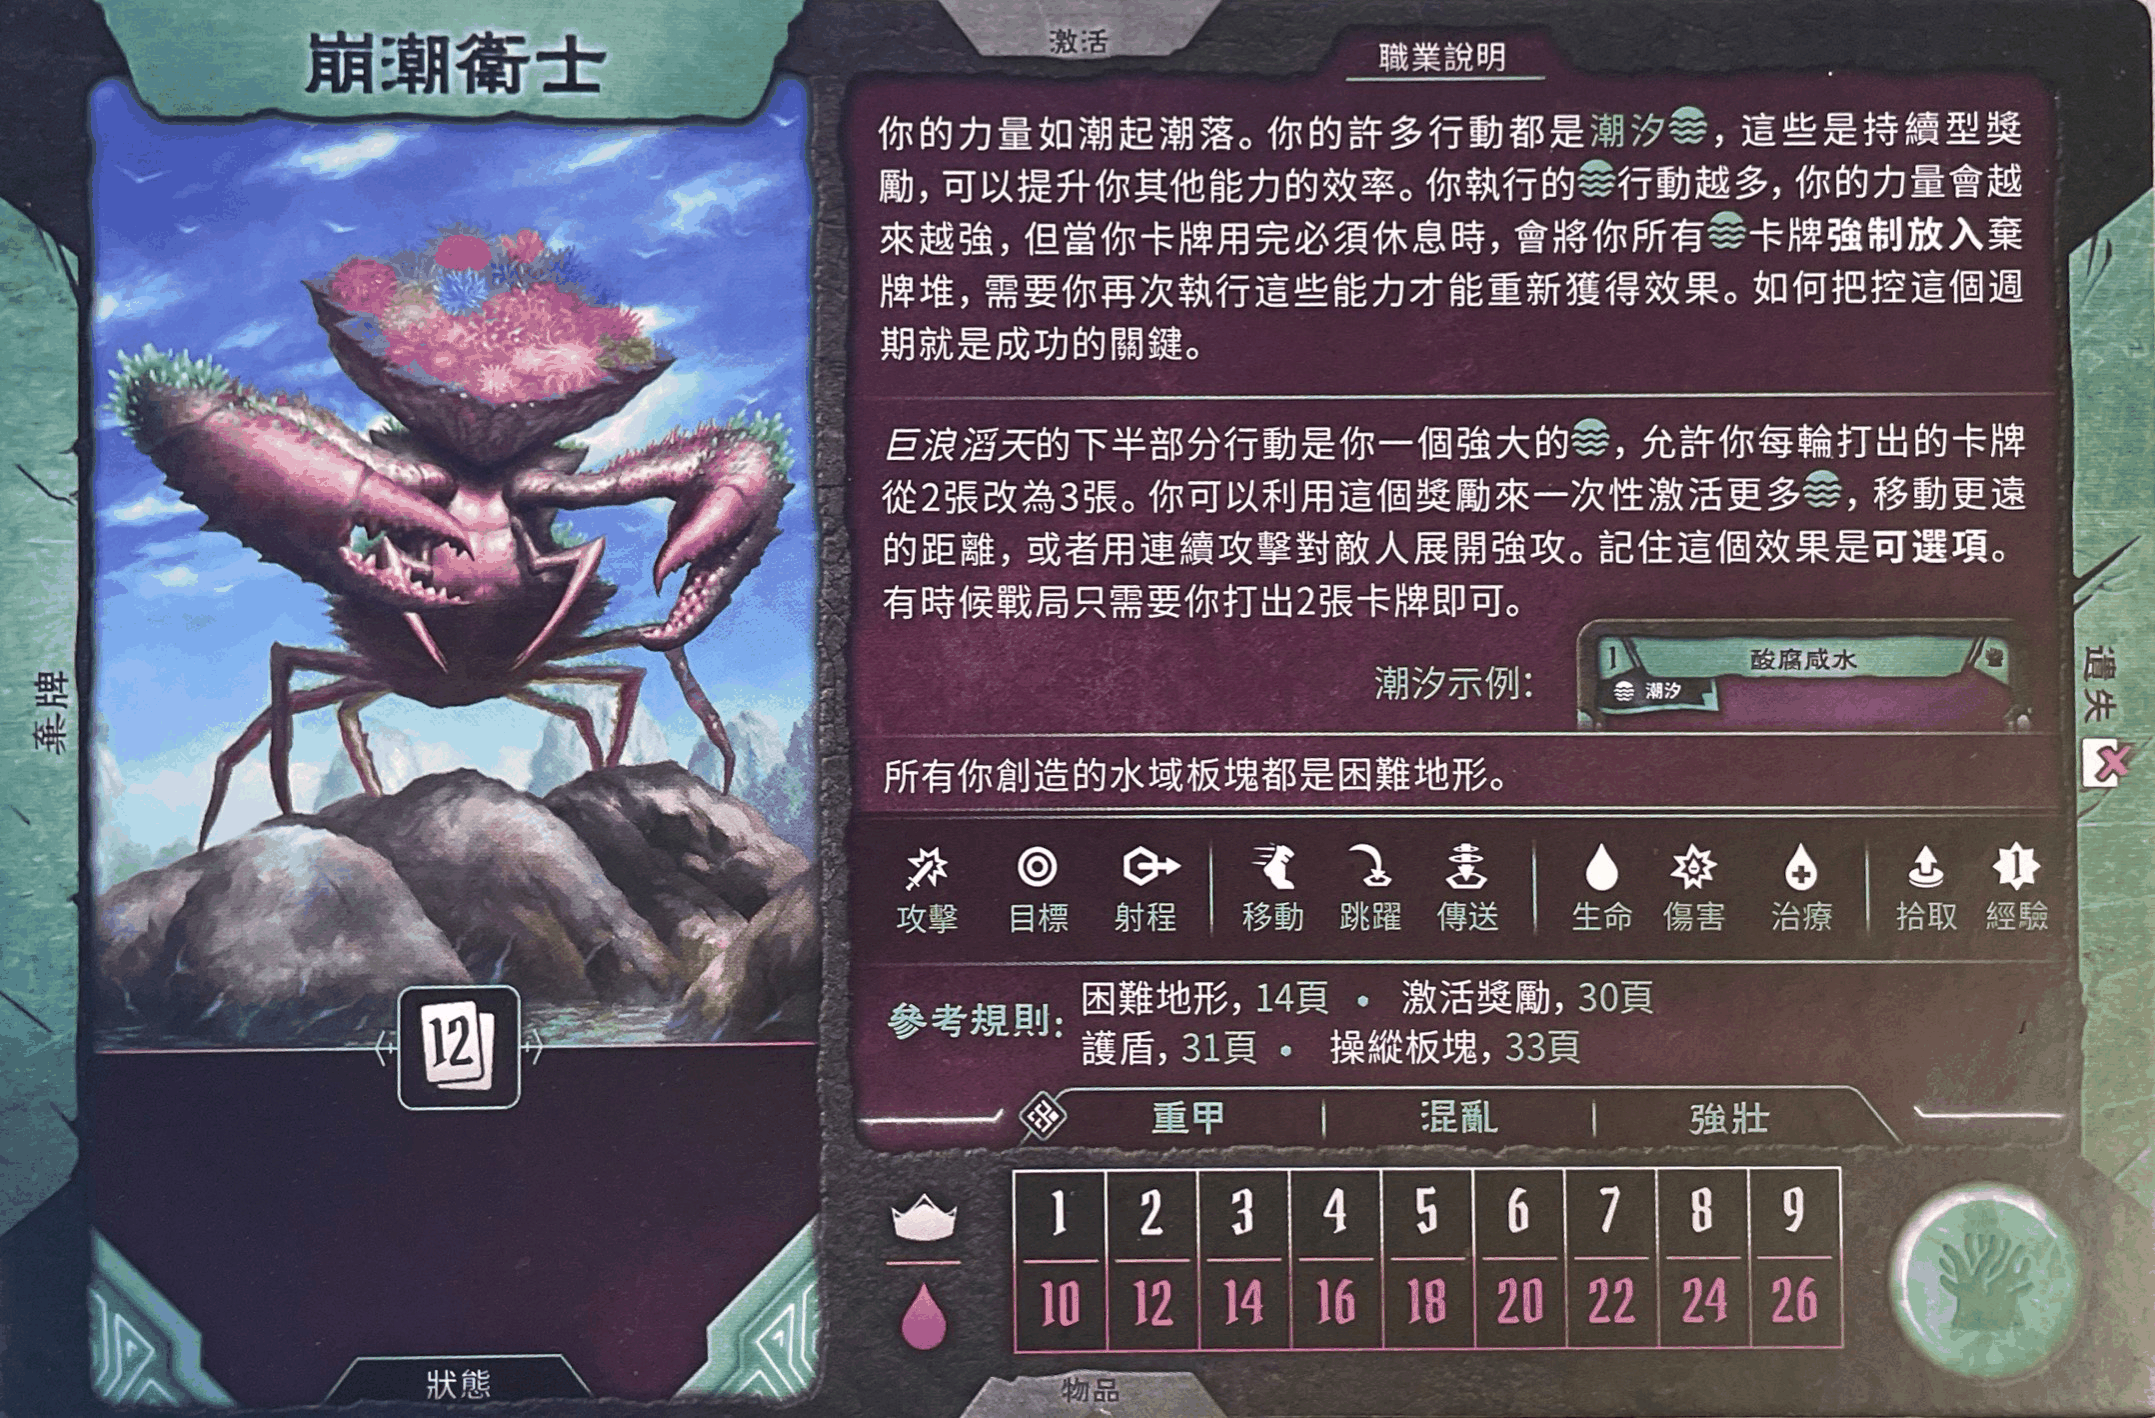 崩潮衛士
激活
職業說明
你的力量如潮起潮落。你的許多行動都是潮汐，這些是持續型獎
勵，可以提升你其他能力的效率。你執行的行動越多，你的力量會越
來越強，但當你卡牌用完必須休息時，會將你所有卡牌強制放入棄
牌堆，需要你再次執行這些能力才能重新獲得效果。如何把控這個週
期就是成功的關鍵。
巨浪滔天的下半部分行動是你一個強大的，允許你每輪打出的卡牌
從2張改為3張。你可以利用這個獎勵來一次性激活更多，移動更遠
的距離，或者用連續攻擊對敵人展開強攻。記住這個效果是可選項。
有時候戰局只需要你打出2張卡牌即可。
潮汐示例：
1 酸腐咸水
潮汐
所有你創造的水域板塊都是困難地形。
攻擊 目標 射程 移動 跳躍 傳送 生命 傷害 治療 拾取 1 經驗
參考規則：
困難地形，14頁 • 激活獎勵，30頁
護盾，31頁 • 操縱板塊，33頁
重甲 | 混亂 | 強壯
1 2 3 4 5 6 7 8 9
10 12 14 16 18 20 22 24 26
12
狀態
物品
棄牌
遺失